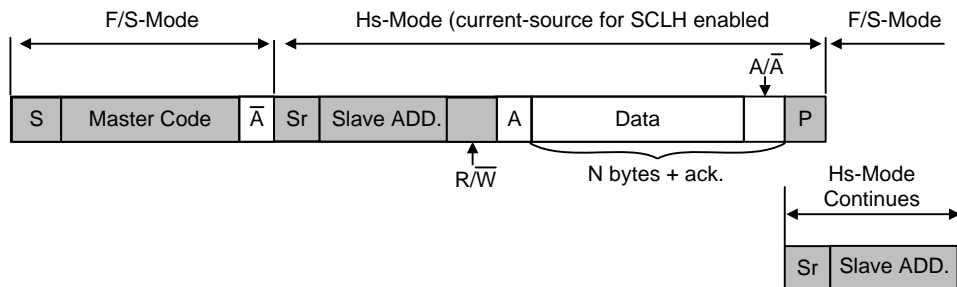 F/S-Mode
Hs-Mode (current-source for SCLH enabled
F/S-Mode
A/A̅
S
Master Code
A̅
Sr
Slave ADD.
A
Data
P
R/W̅
N bytes + ack.
Hs-Mode
Continues
Sr
Slave ADD.